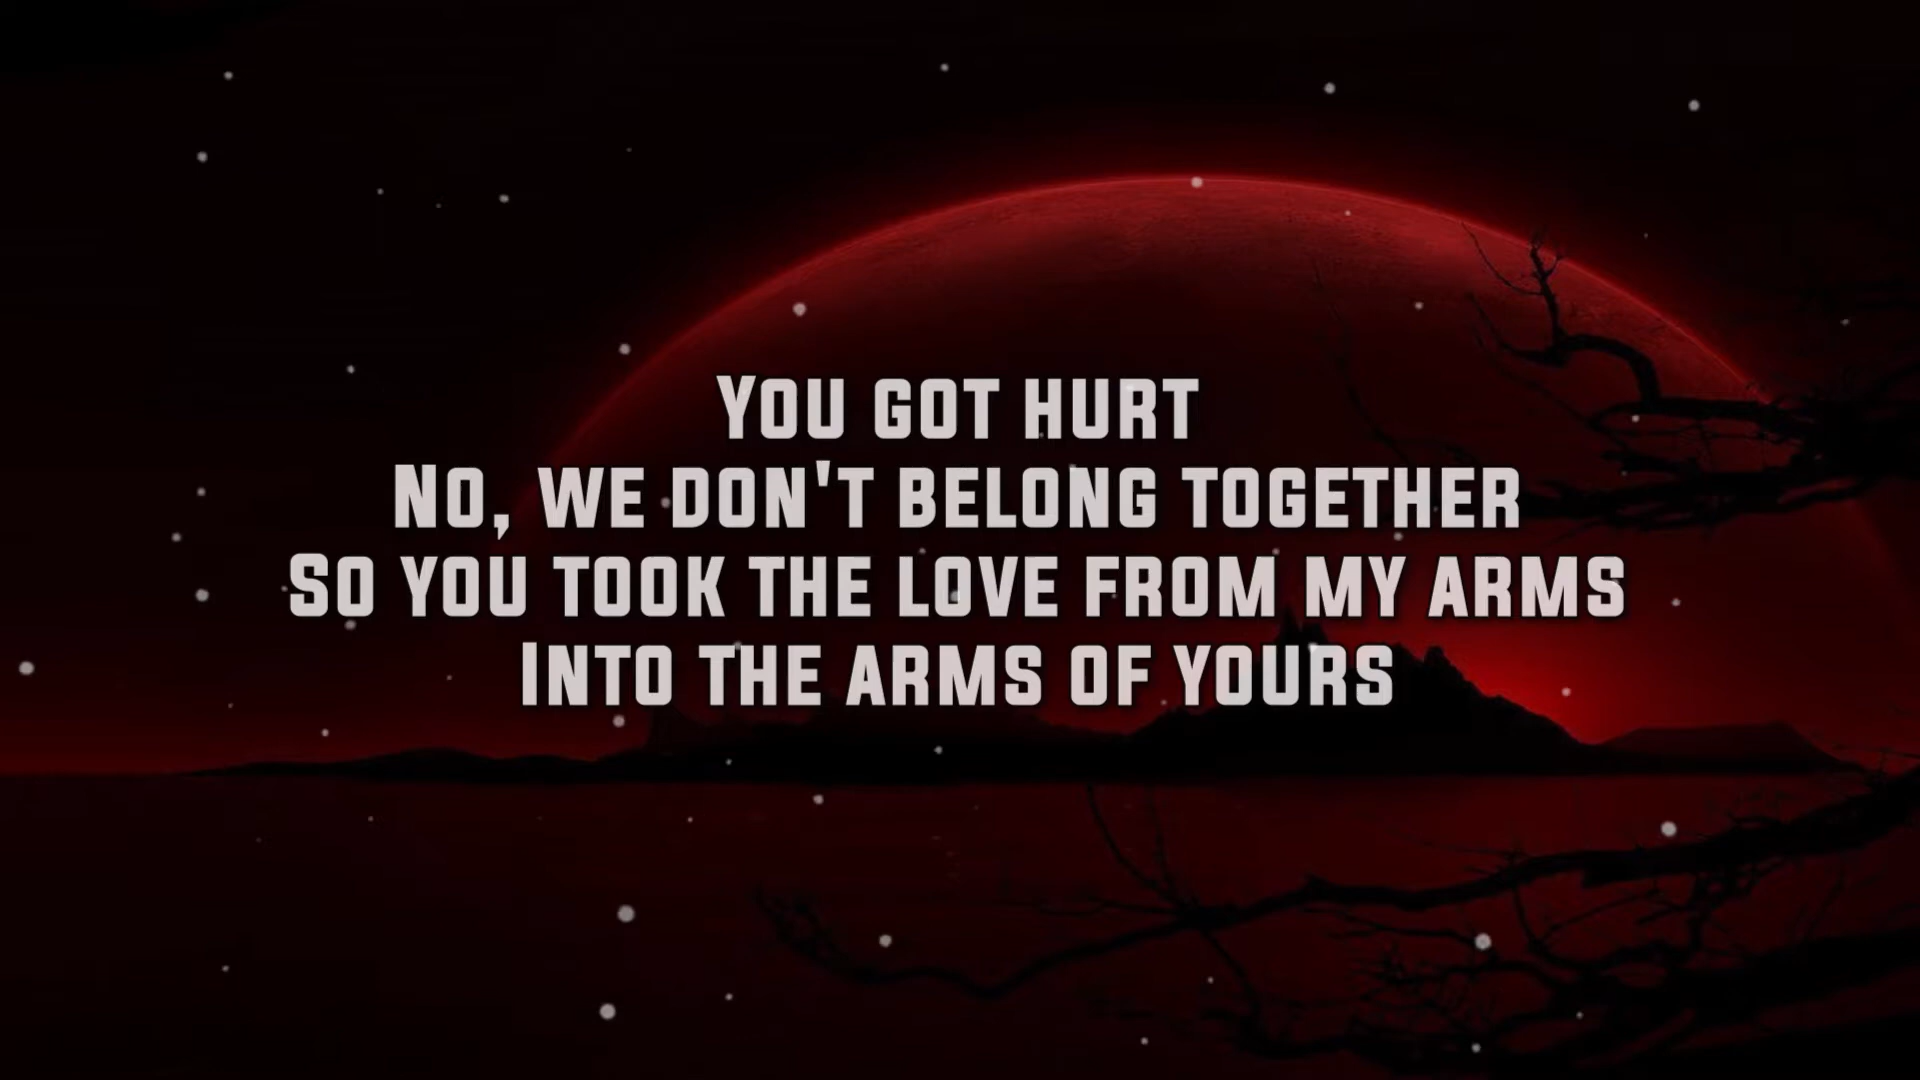 You got hurt
No, we don't belong together
So you took the love from my arms
Into the arms of yours